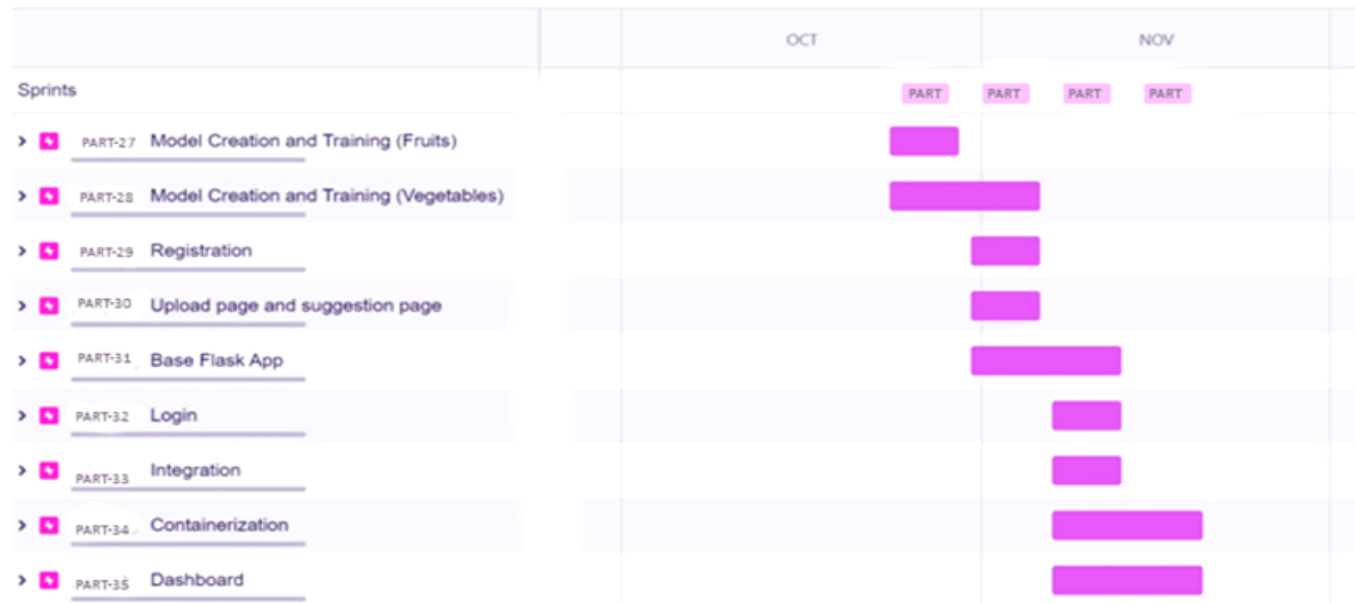 OCT NOV
Sprints PART PART PART PART
PART-27 Model Creation and Training (Fruits)
PART-28 Model Creation and Training (Vegetables)
PART-29 Registration
PART-30 Upload page and suggestion page
PART-31 Base Flask App
PART-32 Login
PART-33 Integration
PART-34 Containerization
PART-35 Dashboard